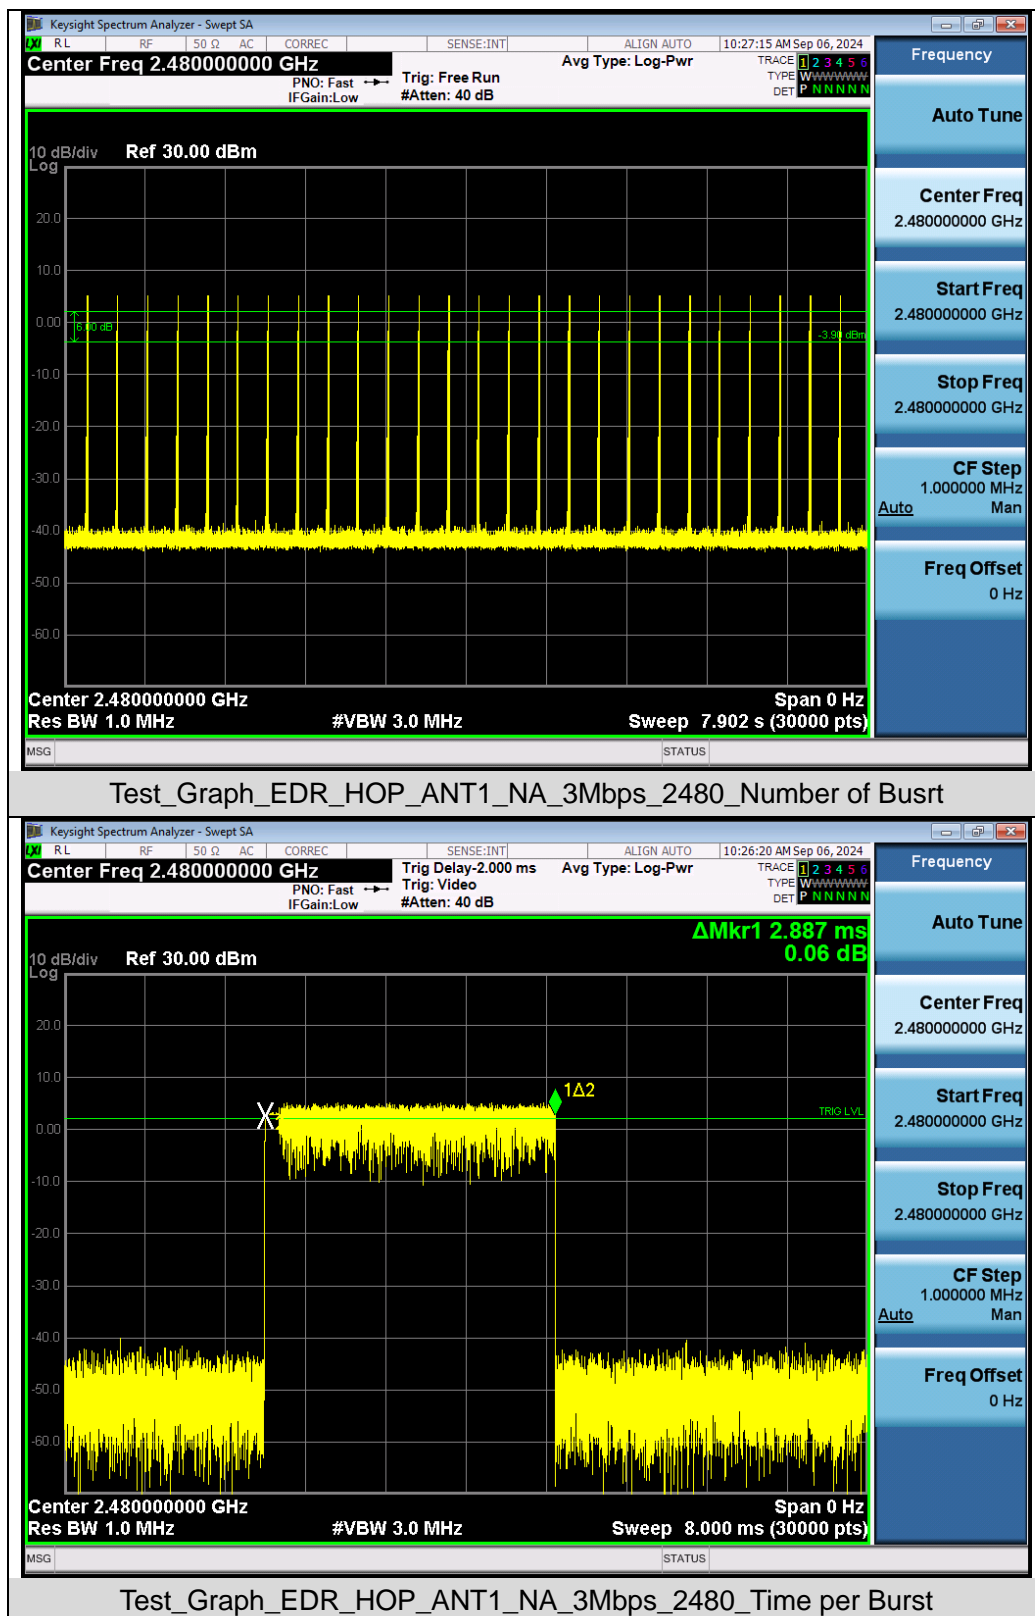 Keysight Spectrum Analyzer - Swept SA
LXI RL RF 50 Ω AC CORREC SENSE:INT ALIGN AUTO 10:27:15 AM Sep 06, 2024
Center Freq 2.480000000 GHz
PNO: Fast
IFGain:Low
Trig: Free Run
#Atten: 40 dB
Avg Type: Log-Pwr
TRACE 1 2 3 4 5 6
TYPE WWWWWW
DET P N N N N N
10 dB/div Ref 30.00 dBm
Log
20.0
10.0
0.00
6.00 dB
-3.90 dBm
-10.0
-20.0
-30.0
-40.0
-50.0
-60.0
Center 2.480000000 GHz Span 0 Hz
Res BW 1.0 MHz #VBW 3.0 MHz Sweep 7.902 s (30000 pts)
MSG STATUS
Frequency
Auto Tune
Center Freq
2.480000000 GHz
Start Freq
2.480000000 GHz
Stop Freq
2.480000000 GHz
CF Step
1.000000 MHz
Auto Man
Freq Offset
0 Hz
Test_Graph_EDR_HOP_ANT1_NA_3Mbps_2480_Number of Busrt
Keysight Spectrum Analyzer - Swept SA
LXI RL RF 50 Ω AC CORREC SENSE:INT ALIGN AUTO 10:26:20 AM Sep 06, 2024
Center Freq 2.480000000 GHz
PNO: Fast
IFGain:Low
Trig Delay-2.000 ms
Trig: Video
#Atten: 40 dB
Avg Type: Log-Pwr
TRACE 1 2 3 4 5 6
TYPE WWWWWW
DET P N N N N N
ΔMkr1 2.887 ms
0.06 dB
10 dB/div Ref 30.00 dBm
Log
20.0
10.0
1Δ2
TRIG LVL
0.00
-10.0
-20.0
-30.0
-40.0
-50.0
-60.0
Center 2.480000000 GHz Span 0 Hz
Res BW 1.0 MHz #VBW 3.0 MHz Sweep 8.000 ms (30000 pts)
MSG STATUS
Frequency
Auto Tune
Center Freq
2.480000000 GHz
Start Freq
2.480000000 GHz
Stop Freq
2.480000000 GHz
CF Step
1.000000 MHz
Auto Man
Freq Offset
0 Hz
Test_Graph_EDR_HOP_ANT1_NA_3Mbps_2480_Time per Burst